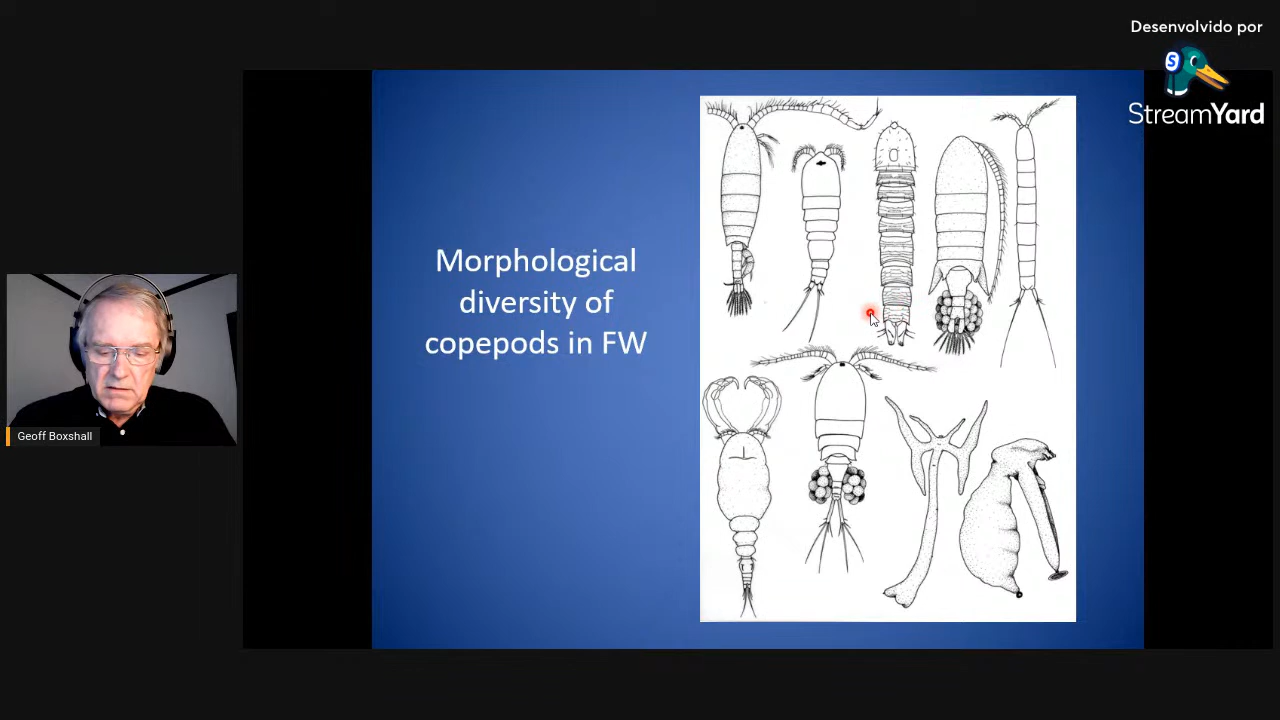 Desenvolvido por
S
StreamYard
Morphological
diversity of
copepods in FW
Geoff Boxshall